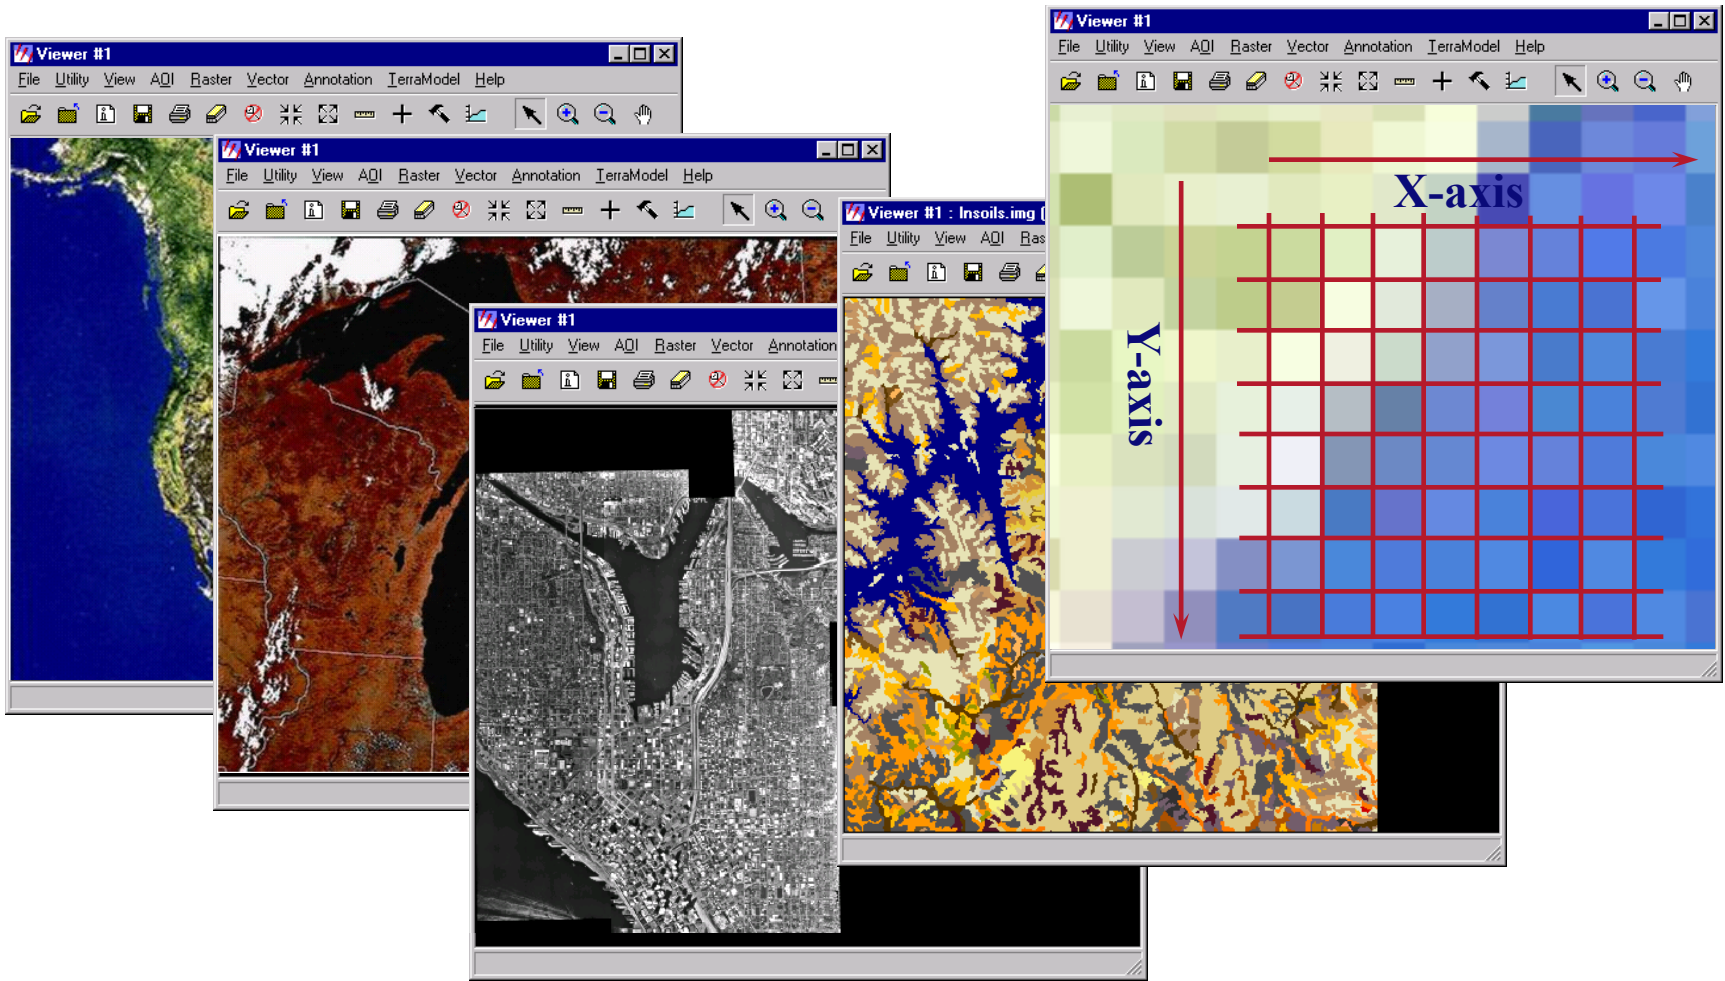 Viewer #1
File Utility View AOI Raster Vector Annotation TerraModel Help
Viewer #1
File Utility View AOI Raster Vector Annotation TerraModel Help
Viewer #1
File Utility View AOI Raster Vector Annotation
Viewer #1 : lnsoils.img (
File Utility View AOI Ras
Viewer #1
File Utility View AOI Raster Vector Annotation TerraModel Help
X-axis
Y-axis